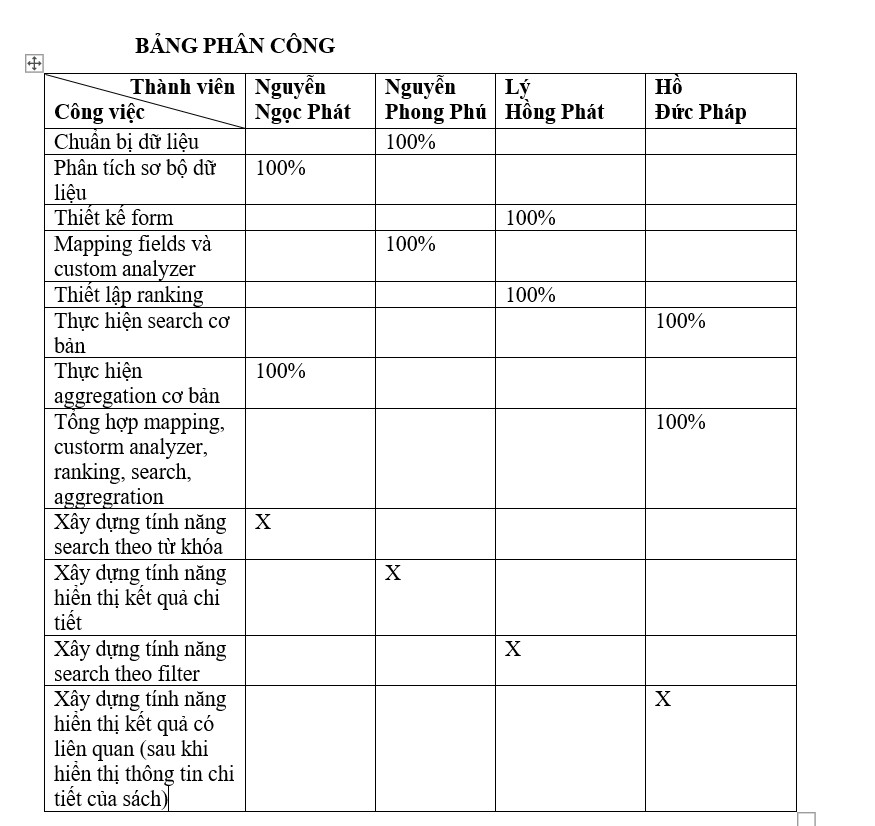 BẢNG PHÂN CÔNG
Thành viên
Công việc
Nguyễn
Ngọc Phát
Nguyễn
Phong Phú
Lý
Hồng Phát
Hồ
Đức Pháp
Chuẩn bị dữ liệu
100%
Phân tích sơ bộ dữ
liệu
100%
Thiết kế form
100%
Mapping fields và
custom analyzer
100%
Thiết lập ranking
100%
Thực hiện search cơ
bản
100%
Thực hiện
aggregation cơ bản
100%
Tổng hợp mapping,
custorm analyzer,
ranking, search,
aggregration
100%
Xây dựng tính năng
search theo từ khóa
X
Xây dựng tính năng
hiển thị kết quả chi
tiết
X
Xây dựng tính năng
search theo filter
X
Xây dựng tính năng
hiển thị kết quả có
liên quan (sau khi
hiển thị thông tin chi
tiết của sách)
X